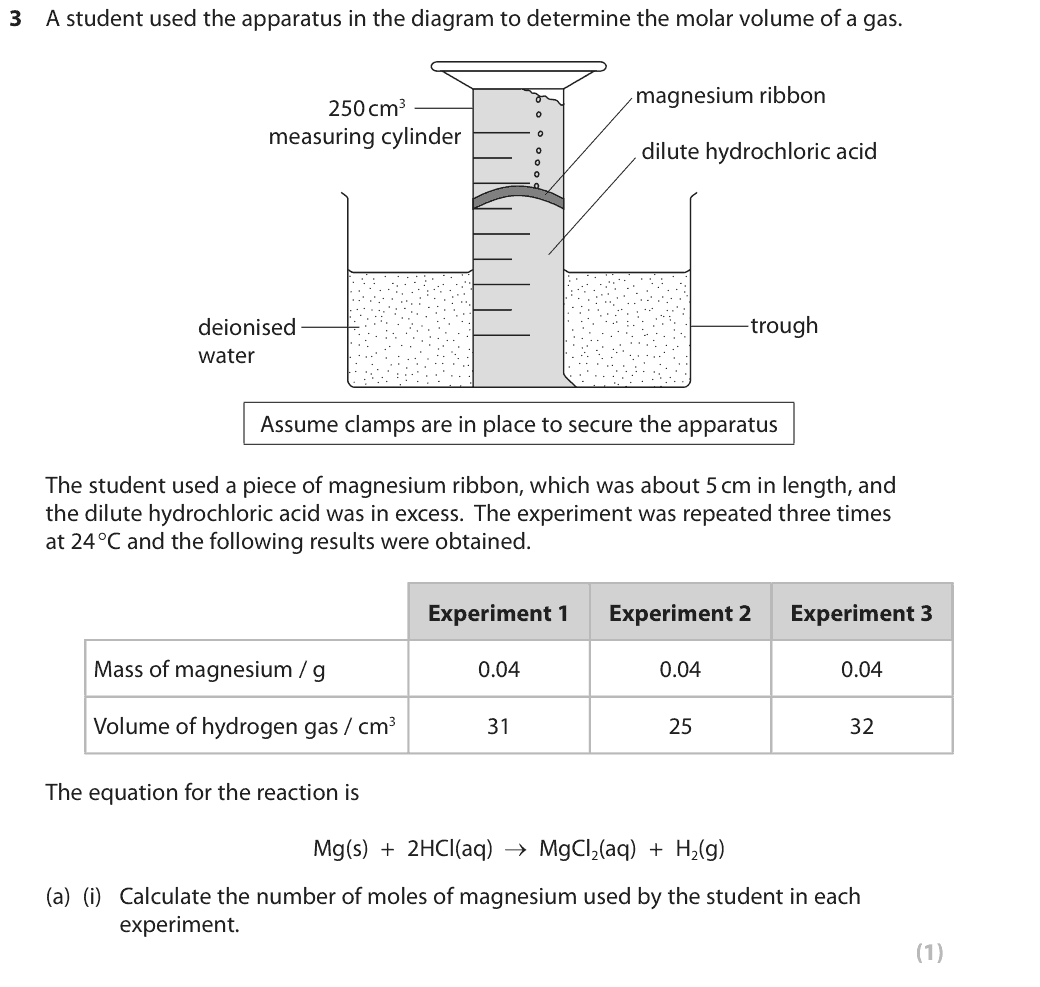 3 A student used the apparatus in the diagram to determine the molar volume of a gas.
250 cm³
measuring cylinder
magnesium ribbon
dilute hydrochloric acid
deionised
water
trough
Assume clamps are in place to secure the apparatus
The student used a piece of magnesium ribbon, which was about 5 cm in length, and
the dilute hydrochloric acid was in excess. The experiment was repeated three times
at 24 °C and the following results were obtained.
Experiment 1 Experiment 2 Experiment 3
Mass of magnesium / g 0.04 0.04 0.04
Volume of hydrogen gas / cm³ 31 25 32
The equation for the reaction is
Mg(s) + 2HCl(aq) → MgCl₂(aq) + H₂(g)
(a) (i) Calculate the number of moles of magnesium used by the student in each
experiment.
(1)